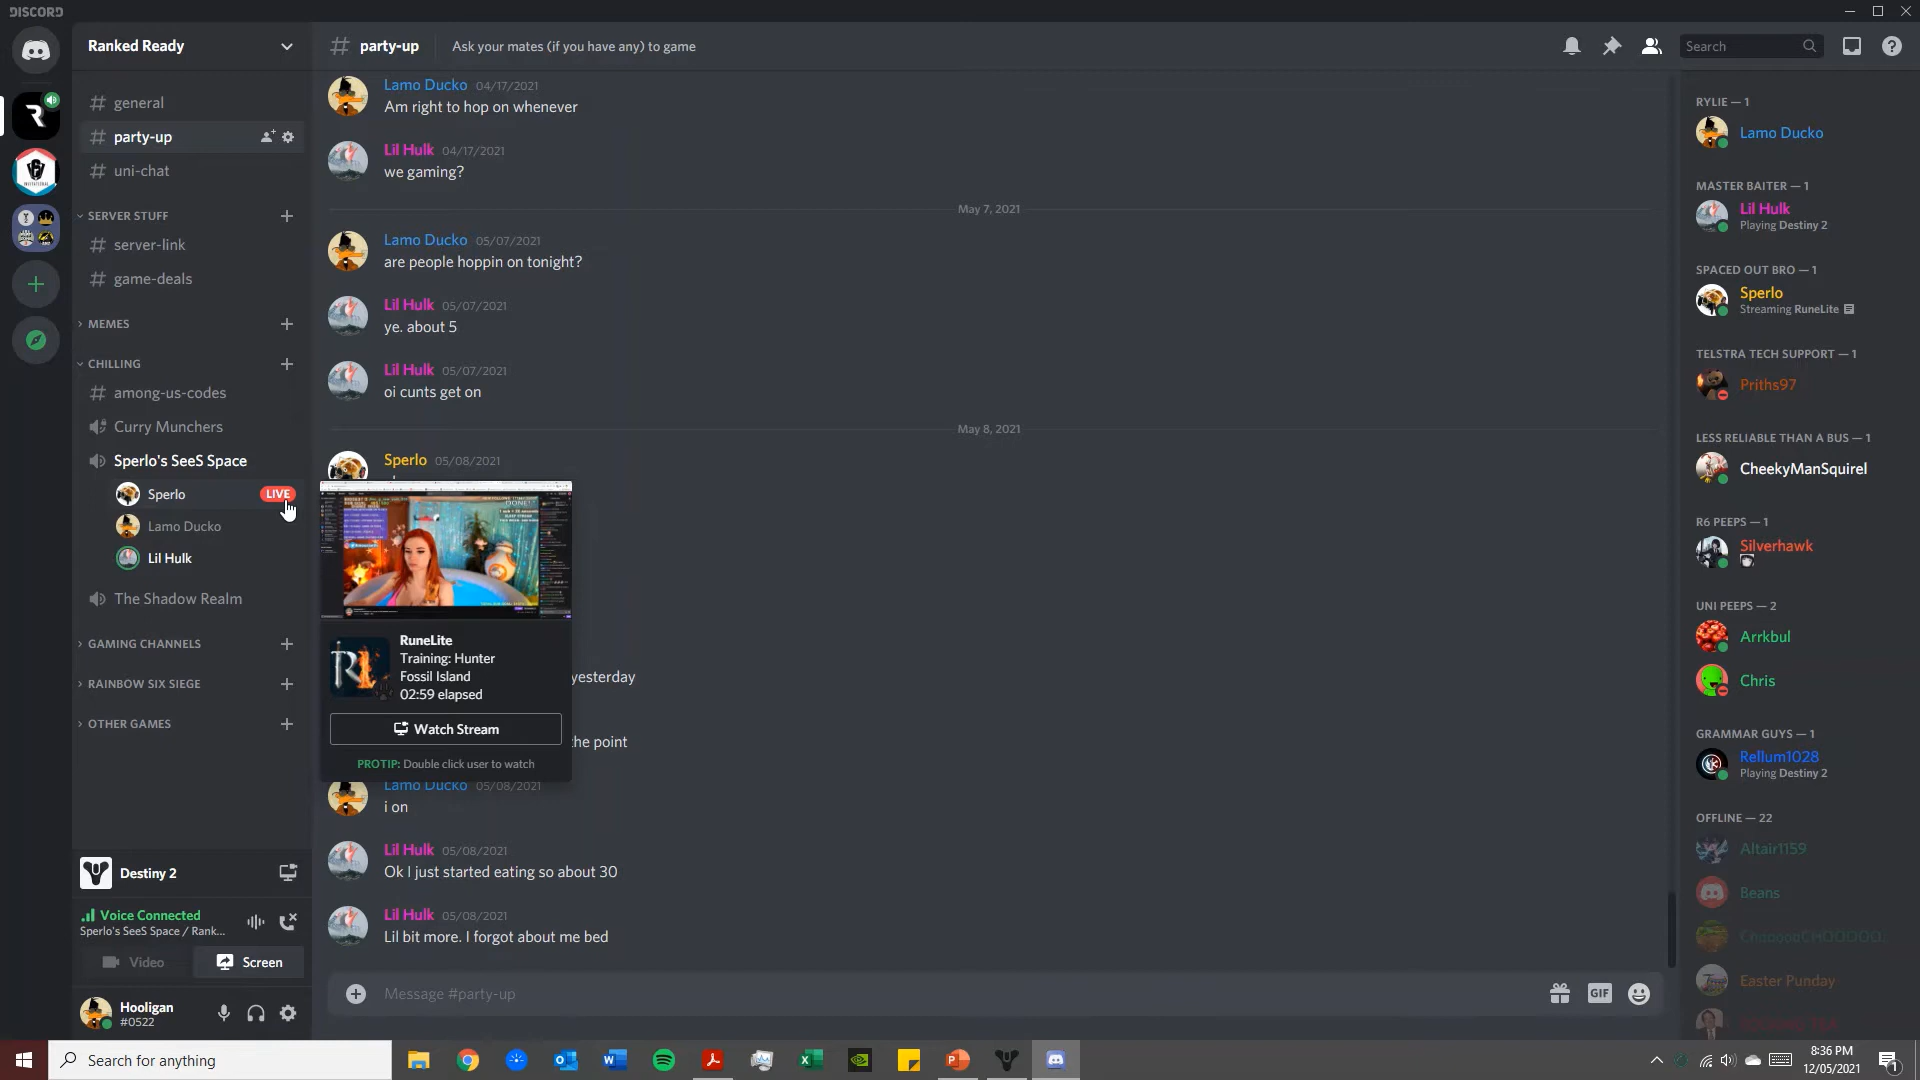 DISCORD
Ranked Ready
general
party-up
uni-chat
SERVER STUFF
server-link
game-deals
MEMES
CHILLING
among-us-codes
Curry Munchers
Sperlo's SeeS Space
Sperlo
LIVE
Lamo Ducko
Lil Hulk
The Shadow Realm
GAMING CHANNELS
RAINBOW SIX SIEGE
OTHER GAMES
Destiny 2
Voice Connected
Sperlo's SeeS Space / Rank...
Video
Screen
Hooligan
#0522
party-up
Ask your mates (if you have any) to game
Search
Lamo Ducko 04/17/2021
Am right to hop on whenever
Lil Hulk 04/17/2021
we gaming?
May 7, 2021
Lamo Ducko 05/07/2021
are people hoppin on tonight?
Lil Hulk 05/07/2021
ye. about 5
Lil Hulk 05/07/2021
oi cunts get on
May 8, 2021
Sperlo 05/08/2021
RuneLite
Training: Hunter
Fossil Island
02:59 elapsed
Watch Stream
PROTIP: Double click user to watch
yesterday
the point
Lamo Ducko 05/08/2021
i on
Lil Hulk 05/08/2021
Ok I just started eating so about 30
Lil Hulk 05/08/2021
Lil bit more. I forgot about me bed
Message #party-up
GIF
RYLIE — 1
Lamo Ducko
MASTER BAITER — 1
Lil Hulk
Playing Destiny 2
SPACED OUT BRO — 1
Sperlo
Streaming RuneLite
TELSTRA TECH SUPPORT — 1
Priths97
LESS RELIABLE THAN A BUS — 1
CheekyManSquirel
R6 PEEPS — 1
Silverhawk
UNI PEEPS — 2
Arrkbul
Chris
GRAMMAR GUYS — 1
Rellum1028
Playing Destiny 2
OFFLINE — 22
Altair1159
Beans
Easter Punday
Search for anything
8:36 PM
12/05/2021
1